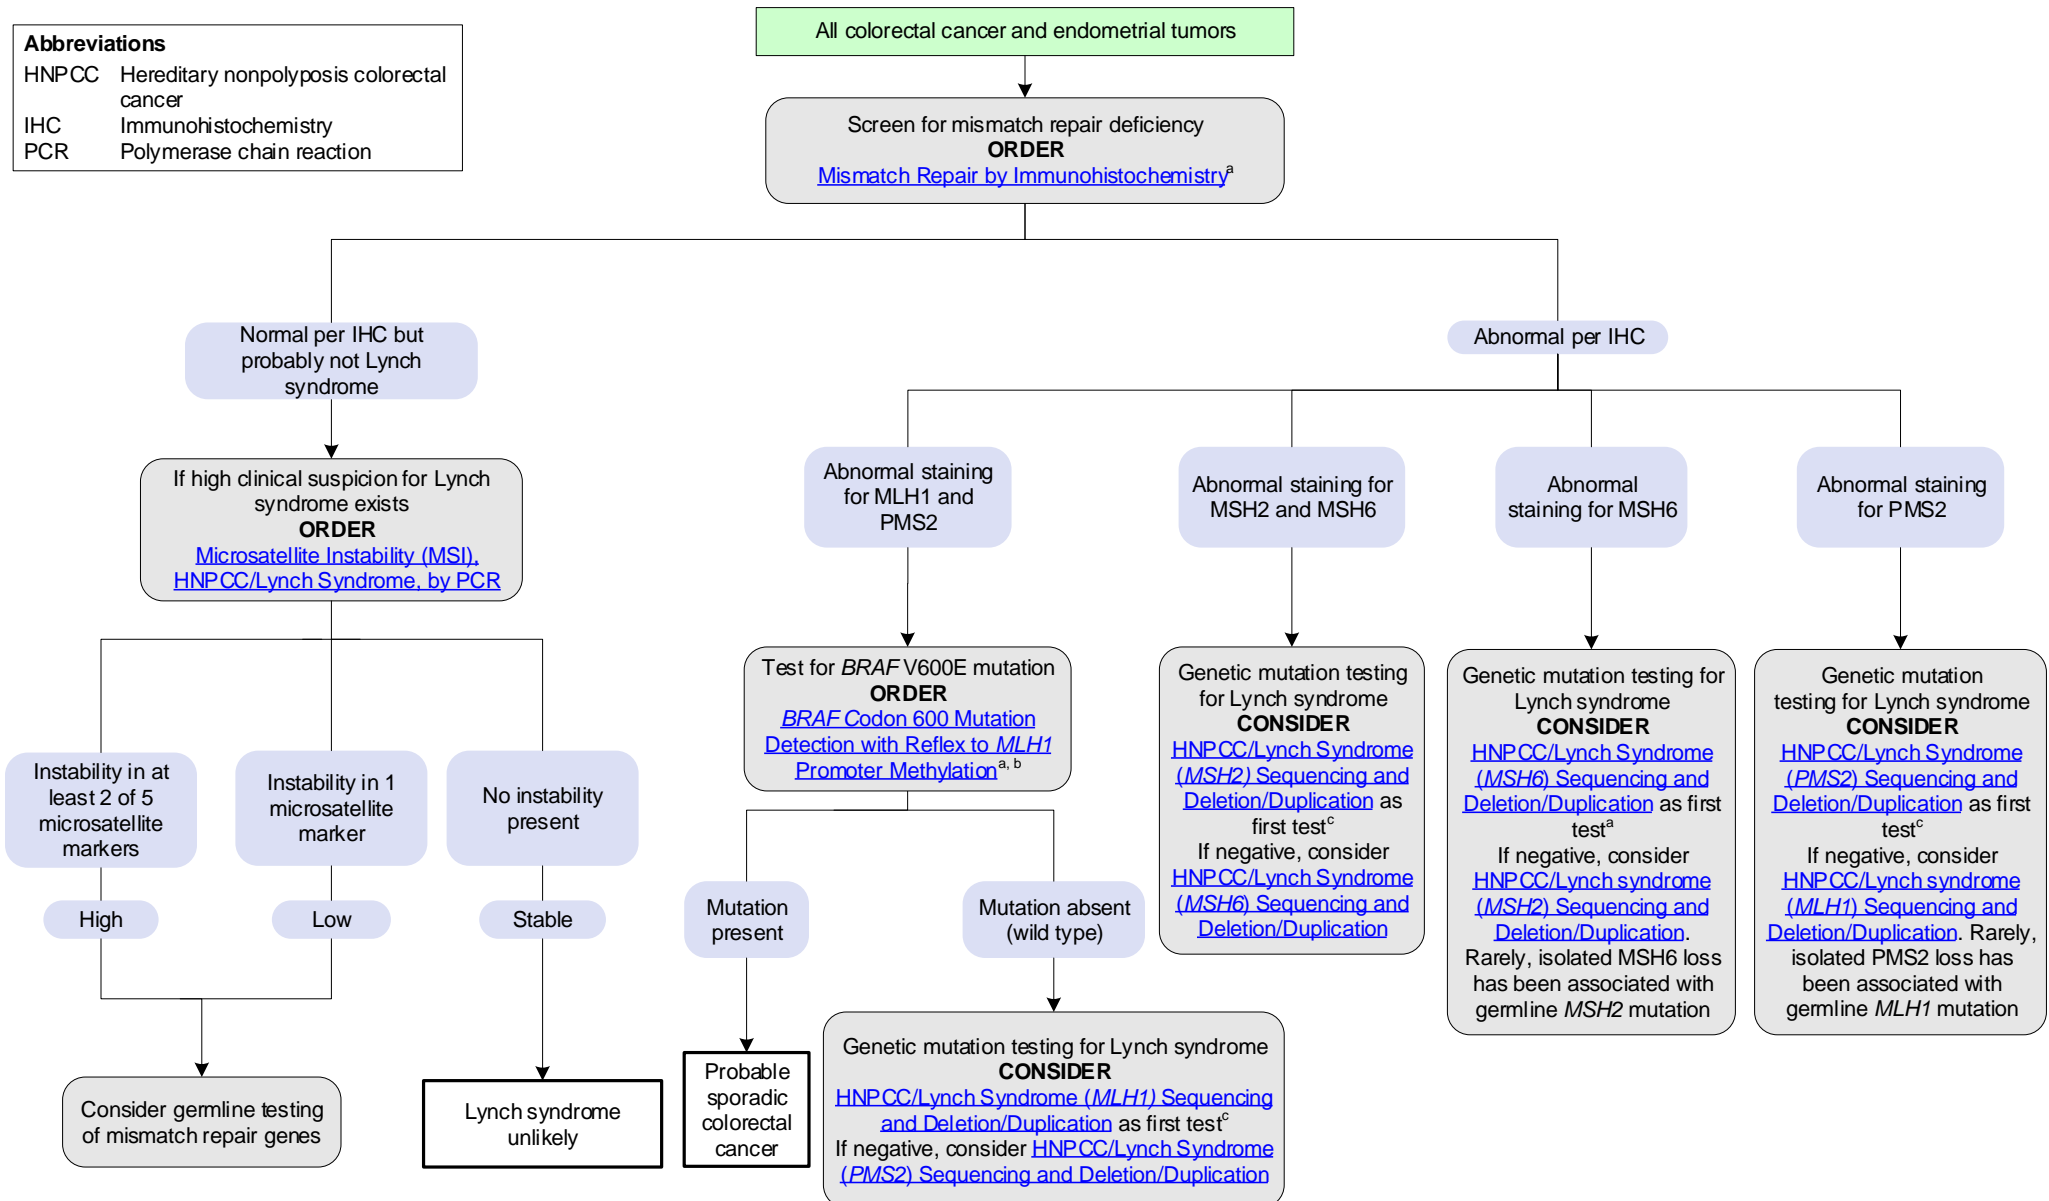 Abbreviations
HNPCC Hereditary nonpolyposis colorectal
cancer
IHC Immunohistochemistry
PCR Polymerase chain reaction
All colorectal cancer and endometrial tumors
Screen for mismatch repair deficiency
ORDER
Mismatch Repair by Immunohistochemistry^a
Normal per IHC but
probably not Lynch
syndrome
Abnormal per IHC
If high clinical suspicion for Lynch
syndrome exists
ORDER
Microsatellite Instability (MSI),
HNPCC/Lynch Syndrome, by PCR
Abnormal staining
for MLH1 and
PMS2
Abnormal staining for
MSH2 and MSH6
Abnormal
staining for MSH6
Abnormal staining
for PMS2
Test for BRAF V600E mutation
ORDER
BRAF Codon 600 Mutation
Detection with Reflex to MLH1
Promoter Methylation^a, b
Genetic mutation testing
for Lynch syndrome
CONSIDER
HNPCC/Lynch Syndrome
(MSH2) Sequencing and
Deletion/Duplication as
first test^c
If negative, consider
HNPCC/Lynch Syndrome
(MSH6) Sequencing and
Deletion/Duplication
Genetic mutation testing for
Lynch syndrome
CONSIDER
HNPCC/Lynch Syndrome
(MSH6) Sequencing and
Deletion/Duplication as first
test^a
If negative, consider
HNPCC/Lynch syndrome
(MSH2) Sequencing and
Deletion/Duplication.
Rarely, isolated MSH6 loss
has been associated with
germline MSH2 mutation
Genetic mutation
testing for Lynch syndrome
CONSIDER
HNPCC/Lynch Syndrome
(PMS2) Sequencing and
Deletion/Duplication as first
test^c
If negative, consider
HNPCC/Lynch syndrome
(MLH1) Sequencing and
Deletion/Duplication. Rarely,
isolated PMS2 loss has
been associated with
germline MLH1 mutation
Instability in at
least 2 of 5
microsatellite
markers
Instability in 1
microsatellite
marker
No instability
present
High
Low
Stable
Mutation
present
Mutation absent
(wild type)
Consider germline testing
of mismatch repair genes
Lynch syndrome
unlikely
Probable
sporadic
colorectal
cancer
Genetic mutation testing for Lynch syndrome
CONSIDER
HNPCC/Lynch Syndrome (MLH1) Sequencing
and Deletion/Duplication as first test^c
If negative, consider HNPCC/Lynch Syndrome
(PMS2) Sequencing and Deletion/Duplication